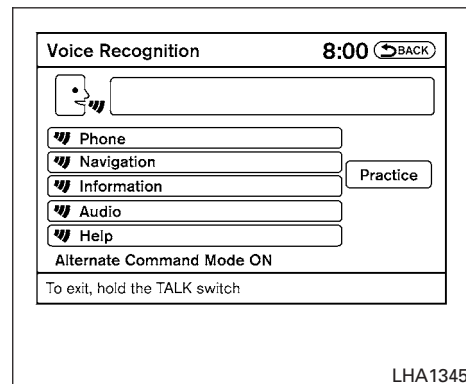 Voice Recognition 8:00 BACK
Phone
Navigation
Practice
Information
Audio
Help
Alternate Command Mode ON
To exit, hold the TALK switch
LHA1345